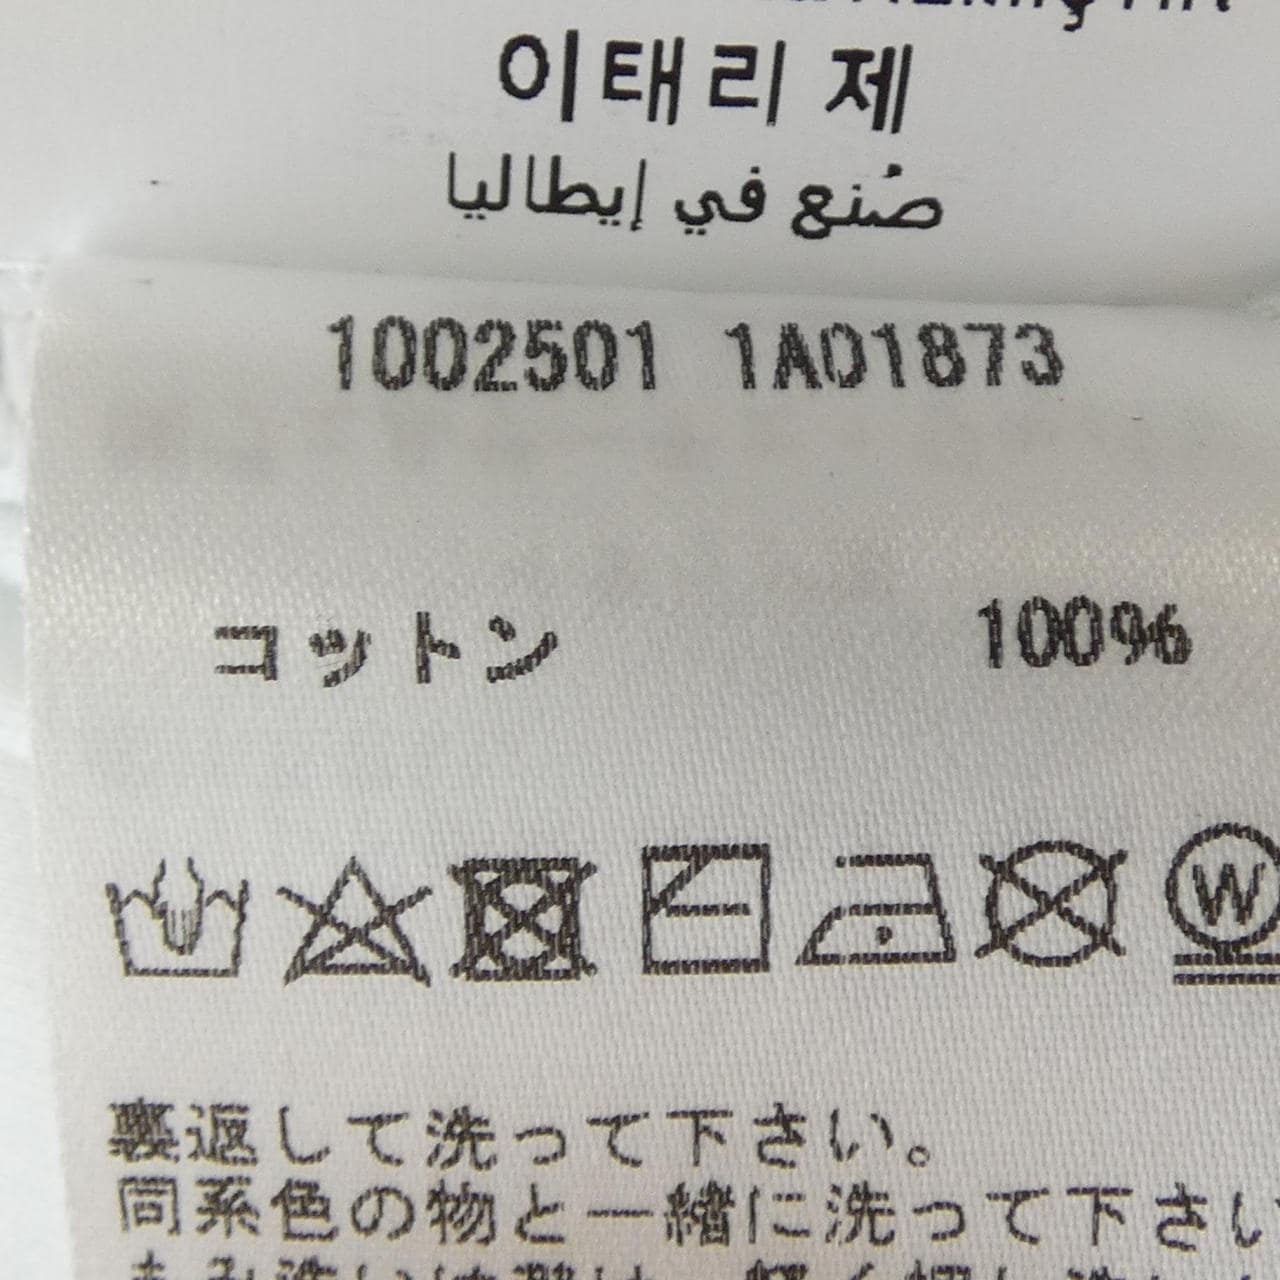 이태리 제
صُنع في إيطاليا
1002501 1A01873
コットン 100%
W
裏返して洗って下さい。
同系色の物と一緒に洗って下さい